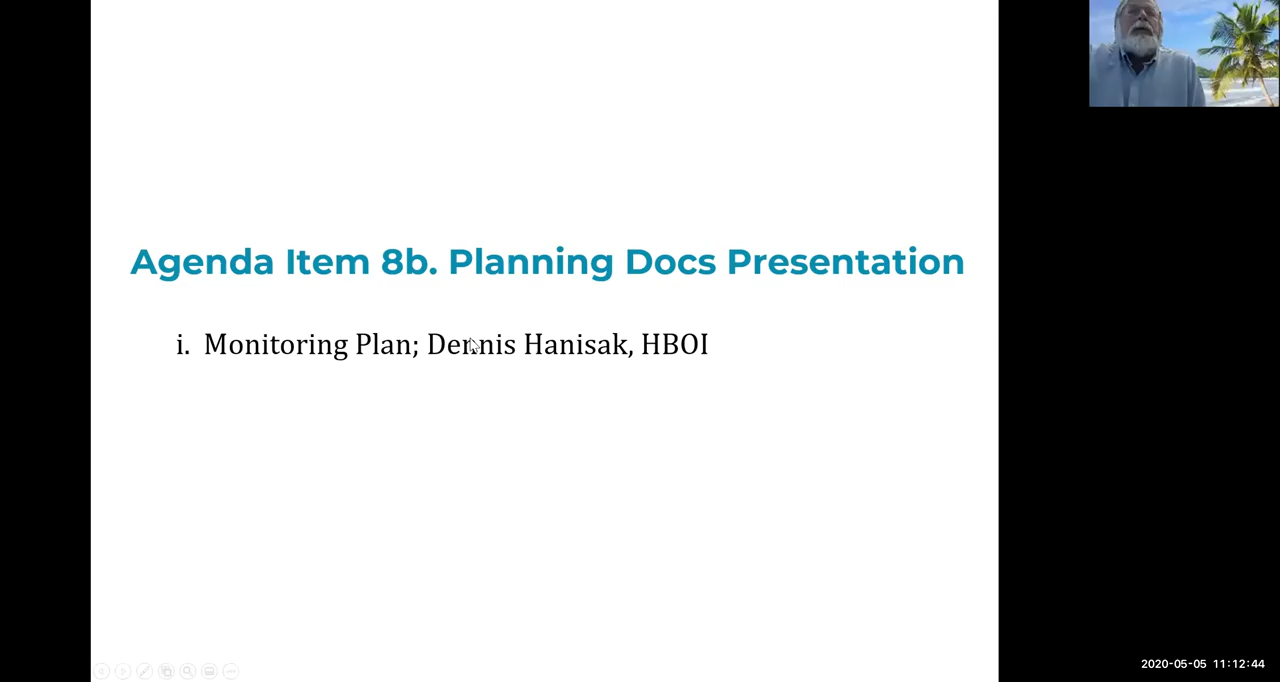 Agenda Item 8b. Planning Docs Presentation
i. Monitoring Plan; Dennis Hanisak, HBOI
2020-05-05 11:12:44